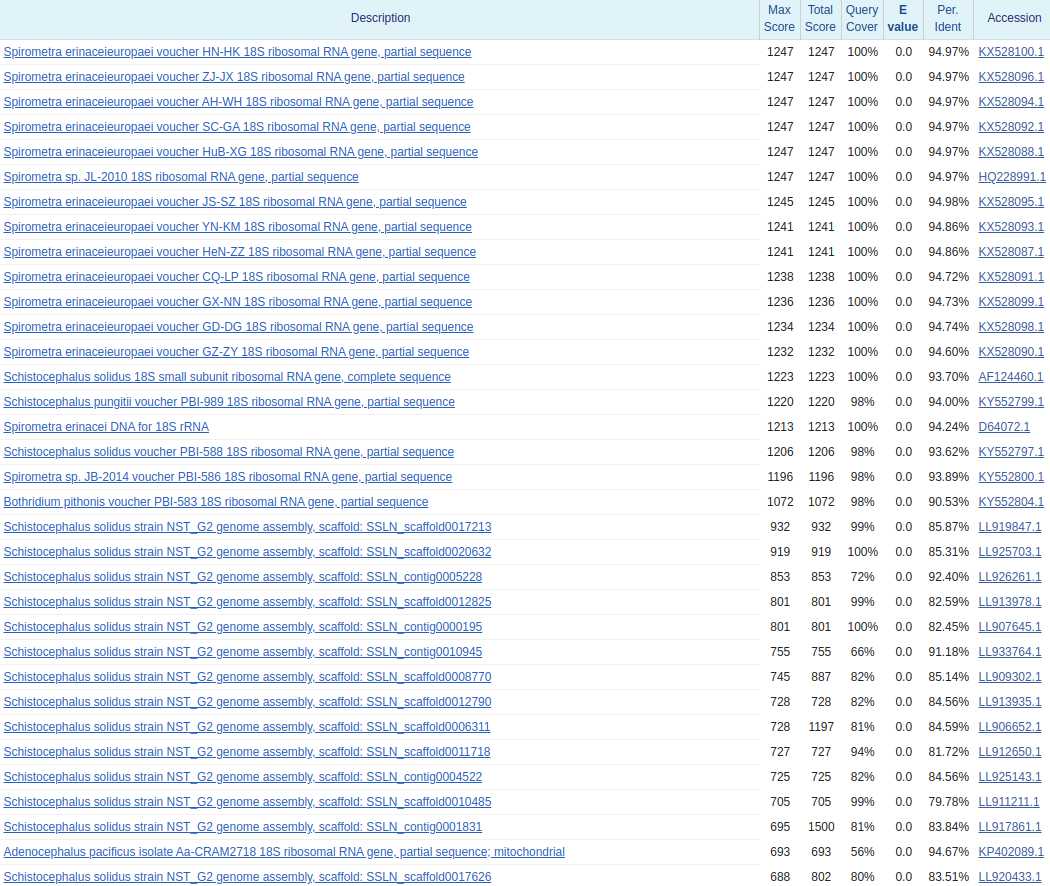 Description Max Score Total Score Query Cover E value Per. Ident Accession
Spirometra erinaceieuropaei voucher HN-HK 18S ribosomal RNA gene, partial sequence 1247 1247 100% 0.0 94.97% KX528100.1
Spirometra erinaceieuropaei voucher ZJ-JX 18S ribosomal RNA gene, partial sequence 1247 1247 100% 0.0 94.97% KX528096.1
Spirometra erinaceieuropaei voucher AH-WH 18S ribosomal RNA gene, partial sequence 1247 1247 100% 0.0 94.97% KX528094.1
Spirometra erinaceieuropaei voucher SC-GA 18S ribosomal RNA gene, partial sequence 1247 1247 100% 0.0 94.97% KX528092.1
Spirometra erinaceieuropaei voucher HuB-XG 18S ribosomal RNA gene, partial sequence 1247 1247 100% 0.0 94.97% KX528088.1
Spirometra sp. JL-2010 18S ribosomal RNA gene, partial sequence 1247 1247 100% 0.0 94.97% HQ228991.1
Spirometra erinaceieuropaei voucher JS-SZ 18S ribosomal RNA gene, partial sequence 1245 1245 100% 0.0 94.98% KX528095.1
Spirometra erinaceieuropaei voucher YN-KM 18S ribosomal RNA gene, partial sequence 1241 1241 100% 0.0 94.86% KX528093.1
Spirometra erinaceieuropaei voucher HeN-ZZ 18S ribosomal RNA gene, partial sequence 1241 1241 100% 0.0 94.86% KX528087.1
Spirometra erinaceieuropaei voucher CQ-LP 18S ribosomal RNA gene, partial sequence 1238 1238 100% 0.0 94.72% KX528091.1
Spirometra erinaceieuropaei voucher GX-NN 18S ribosomal RNA gene, partial sequence 1236 1236 100% 0.0 94.73% KX528099.1
Spirometra erinaceieuropaei voucher GD-DG 18S ribosomal RNA gene, partial sequence 1234 1234 100% 0.0 94.74% KX528098.1
Spirometra erinaceieuropaei voucher GZ-ZY 18S ribosomal RNA gene, partial sequence 1232 1232 100% 0.0 94.60% KX528090.1
Schistocephalus solidus 18S small subunit ribosomal RNA gene, complete sequence 1223 1223 100% 0.0 93.70% AF124460.1
Schistocephalus pungitii voucher PBI-989 18S ribosomal RNA gene, partial sequence 1220 1220 98% 0.0 94.00% KY552799.1
Spirometra erinacei DNA for 18S rRNA 1213 1213 100% 0.0 94.24% D64072.1
Schistocephalus solidus voucher PBI-588 18S ribosomal RNA gene, partial sequence 1206 1206 98% 0.0 93.62% KY552797.1
Spirometra sp. JB-2014 voucher PBI-586 18S ribosomal RNA gene, partial sequence 1196 1196 98% 0.0 93.89% KY552800.1
Bothridium pithonis voucher PBI-583 18S ribosomal RNA gene, partial sequence 1072 1072 98% 0.0 90.53% KY552804.1
Schistocephalus solidus strain NST_G2 genome assembly, scaffold: SSLN_scaffold0017213 932 932 99% 0.0 85.87% LL919847.1
Schistocephalus solidus strain NST_G2 genome assembly, scaffold: SSLN_scaffold0020632 919 919 100% 0.0 85.31% LL925703.1
Schistocephalus solidus strain NST_G2 genome assembly, scaffold: SSLN_contig0005228 853 853 72% 0.0 92.40% LL926261.1
Schistocephalus solidus strain NST_G2 genome assembly, scaffold: SSLN_scaffold0012825 801 801 99% 0.0 82.59% LL913978.1
Schistocephalus solidus strain NST_G2 genome assembly, scaffold: SSLN_contig0000195 801 801 100% 0.0 82.45% LL907645.1
Schistocephalus solidus strain NST_G2 genome assembly, scaffold: SSLN_contig0010945 755 755 66% 0.0 91.18% LL933764.1
Schistocephalus solidus strain NST_G2 genome assembly, scaffold: SSLN_scaffold0008770 745 887 82% 0.0 85.14% LL909302.1
Schistocephalus solidus strain NST_G2 genome assembly, scaffold: SSLN_scaffold0012790 728 728 82% 0.0 84.56% LL913935.1
Schistocephalus solidus strain NST_G2 genome assembly, scaffold: SSLN_scaffold0006311 728 1197 81% 0.0 84.59% LL906652.1
Schistocephalus solidus strain NST_G2 genome assembly, scaffold: SSLN_scaffold0011718 727 727 94% 0.0 81.72% LL912650.1
Schistocephalus solidus strain NST_G2 genome assembly, scaffold: SSLN_contig0004522 725 725 82% 0.0 84.56% LL925143.1
Schistocephalus solidus strain NST_G2 genome assembly, scaffold: SSLN_scaffold0010485 705 705 99% 0.0 79.78% LL911211.1
Schistocephalus solidus strain NST_G2 genome assembly, scaffold: SSLN_contig0001831 695 1500 81% 0.0 83.84% LL917861.1
Adenocephalus pacificus isolate Aa-CRAM2718 18S ribosomal RNA gene, partial sequence; mitochondrial 693 693 56% 0.0 94.67% KP402089.1
Schistocephalus solidus strain NST_G2 genome assembly, scaffold: SSLN_scaffold0017626 688 802 80% 0.0 83.51% LL920433.1